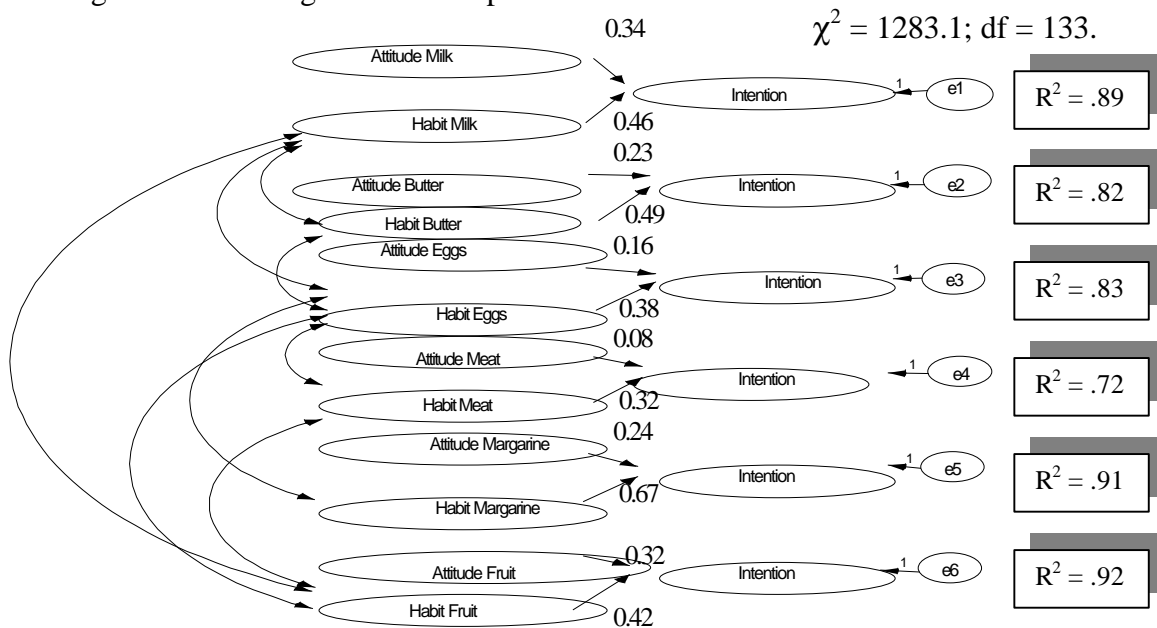 0.34
χ² = 1283.1; df = 133.
Attitude Milk
Intention
1
e1
R² = .89
Habit Milk
0.46
0.23
Attitude Butter
Intention
1
e2
R² = .82
Habit Butter
0.49
Attitude Eggs
0.16
Intention
1
e3
R² = .83
Habit Eggs
0.38
0.08
Attitude Meat
Intention
1
e4
R² = .72
Habit Meat
0.32
0.24
Attitude Margarine
Intention
1
e5
R² = .91
Habit Margarine
0.67
0.32
Attitude Fruit
Intention
1
e6
R² = .92
Habit Fruit
0.42